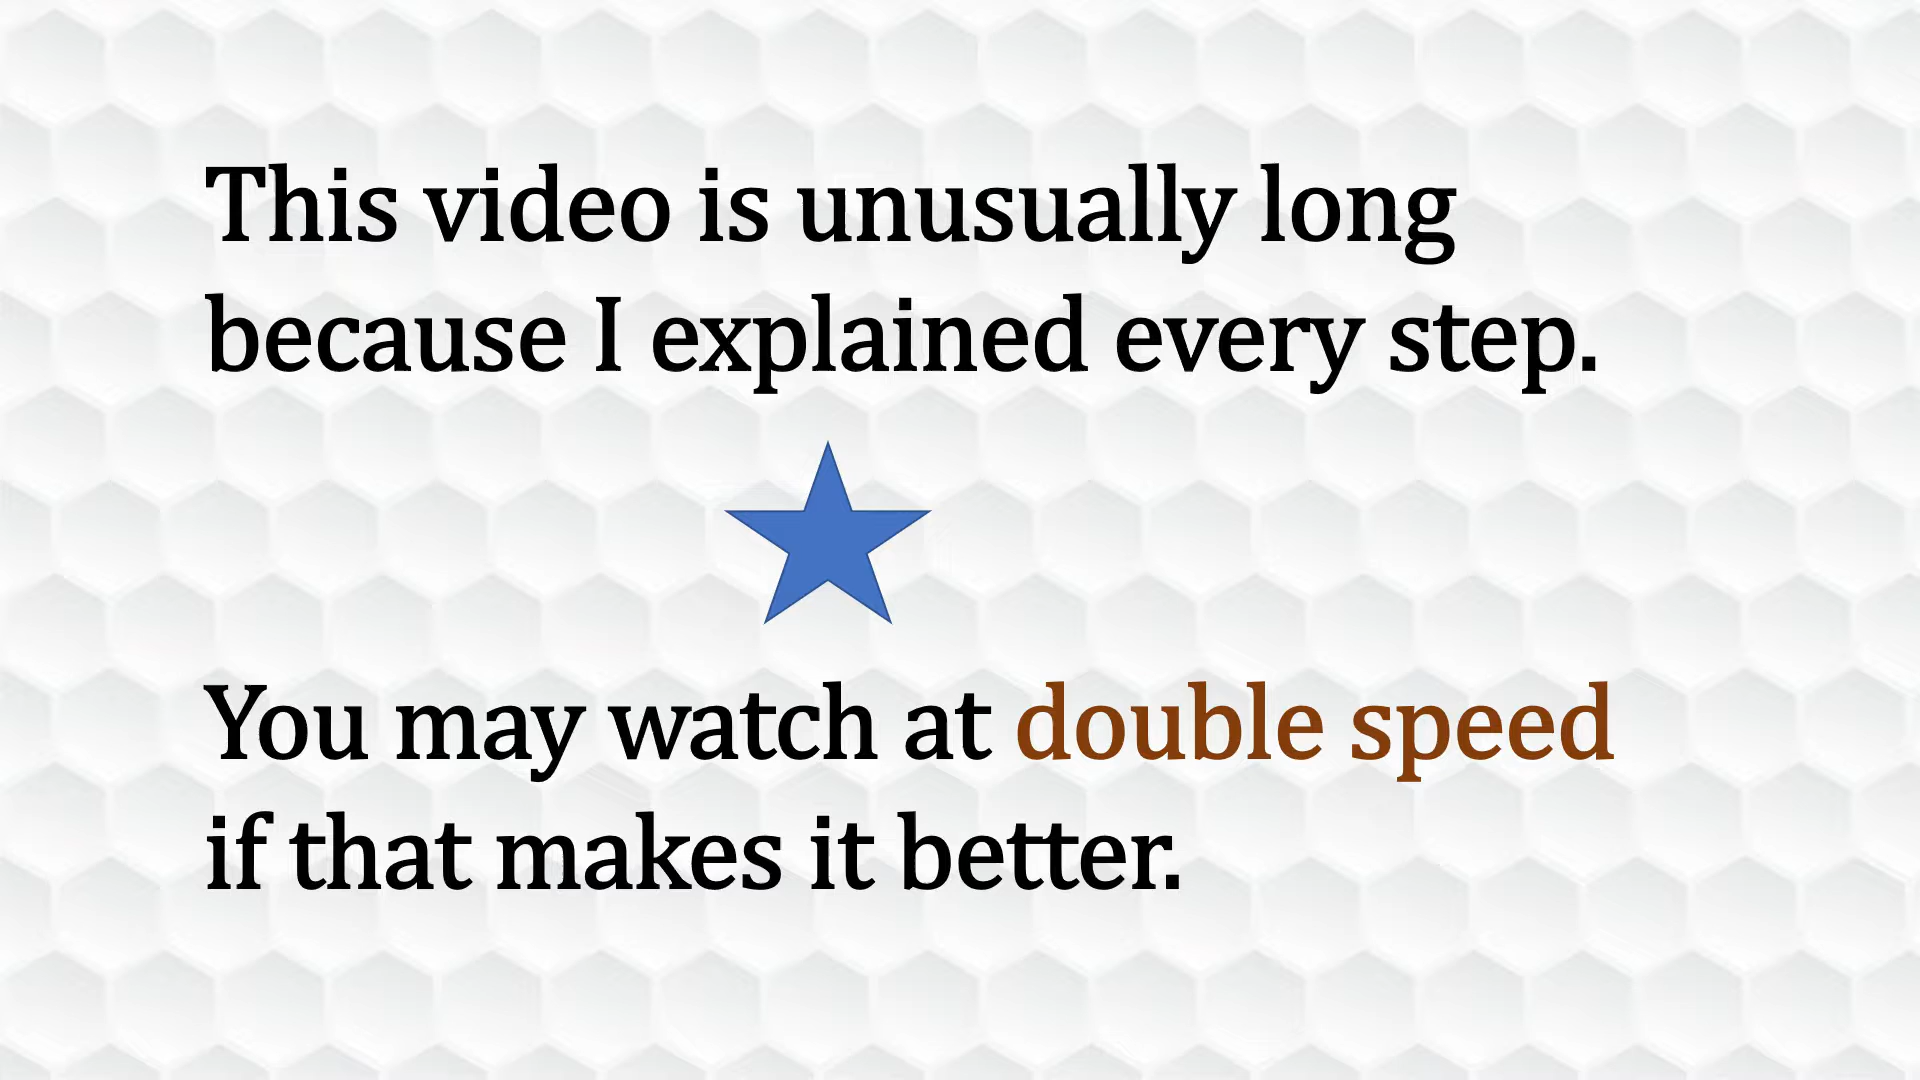 This video is unusually long
because I explained every step.
You may watch at double speed
if that makes it better.